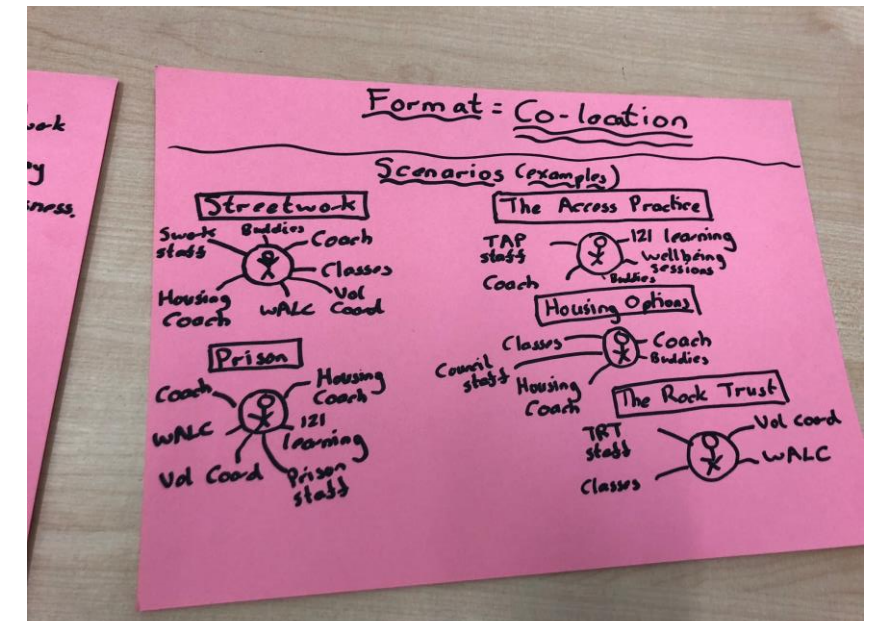 Format = Co-location
Scenarios (examples)
Streetwork
Swork
staff
Buddies
Coach
Classes
Vol
Coord
WALC
Housing
Coach
Prison
Coach
Housing
Coach
WALC
121
learning
Vol Coord
Prison
staff
The Access Practice
TAP
staff
121 learning
wellbeing
sessions
Coach
Buddies
Housing Options
Classes
Coach
Buddies
Council
staff
Housing
Coach
The Rock Trust
TRT
staff
Vol Coord
WALC
Classes